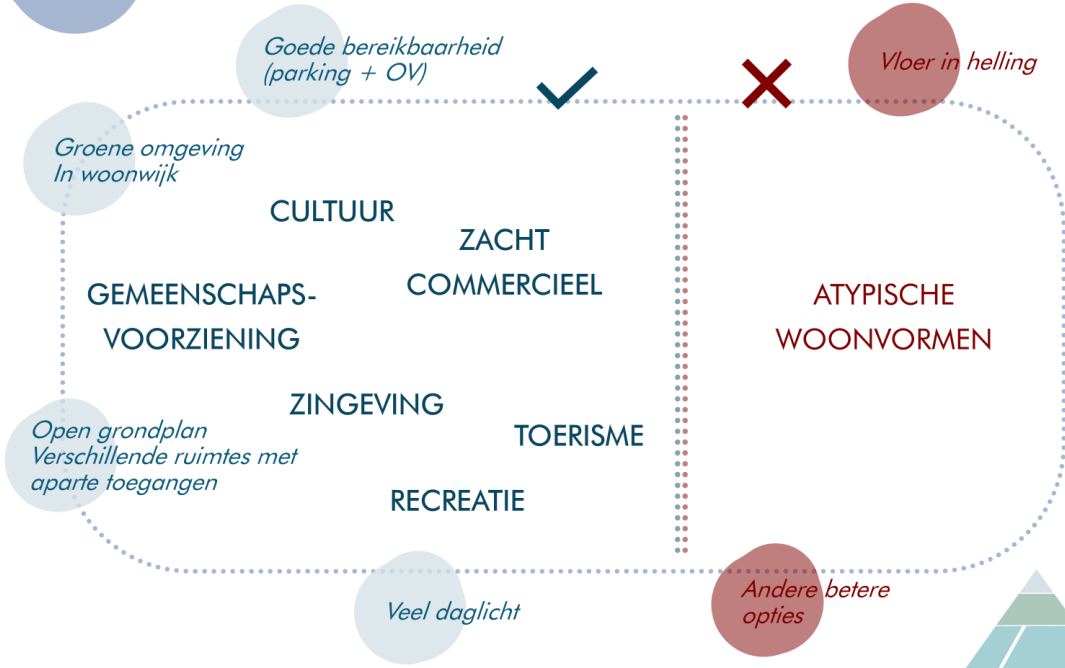 Goede bereikbaarheid
(parking + OV)
Vloer in helling
Groene omgeving
In woonwijk
CULTUUR
ZACHT
COMMERCIEEL
GEMEENSCHAPS-
VOORZIENING
ATYPISCHE
WOONVORMEN
ZINGEVING
TOERISME
Open grondplan
Verschillende ruimtes met
aparte toegangen
RECREATIE
Veel daglicht
Andere betere
opties